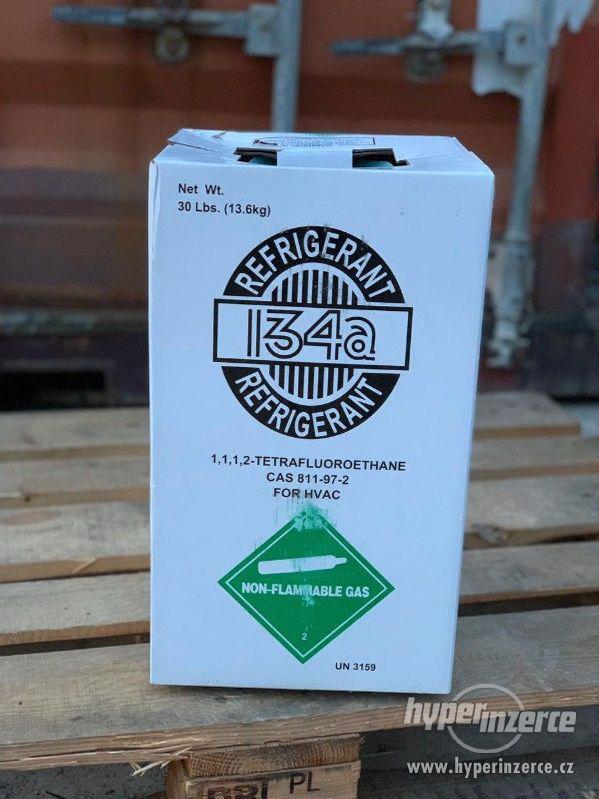 Net Wt.
30 Lbs. (13.6kg)
REFRIGERANT
134a
REFRIGERANT
1,1,1,2-TETRAFLUOROETHANE
CAS 811-97-2
FOR HVAC
NON-FLAMMABLE GAS
2
UN 3159
hyperinzerce
www.hyperinzerce.cz
PL